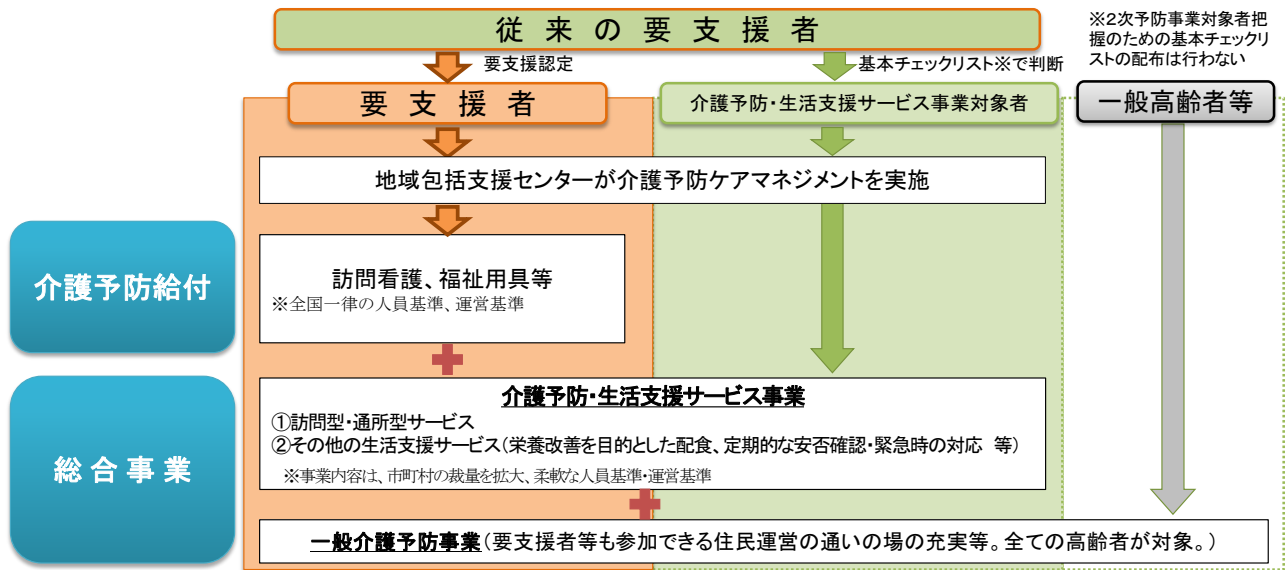 従来の要支援者
※2次予防事業対象者把
握のための基本チェックリ
ストの配布は行わない
要支援認定
基本チェックリスト※で判断
要支援者
介護予防・生活支援サービス事業対象者
一般高齢者等
地域包括支援センターが介護予防ケアマネジメントを実施
介護予防給付
訪問看護、福祉用具等
※全国一律の人員基準、運営基準
総合事業
介護予防・生活支援サービス事業
①訪問型・通所型サービス
②その他の生活支援サービス(栄養改善を目的とした配食、定期的な安否確認・緊急時の対応 等)
※事業内容は、市町村の裁量を拡大、柔軟な人員基準・運営基準
一般介護予防事業(要支援者等も参加できる住民運営の通いの場の充実等。全ての高齢者が対象。)